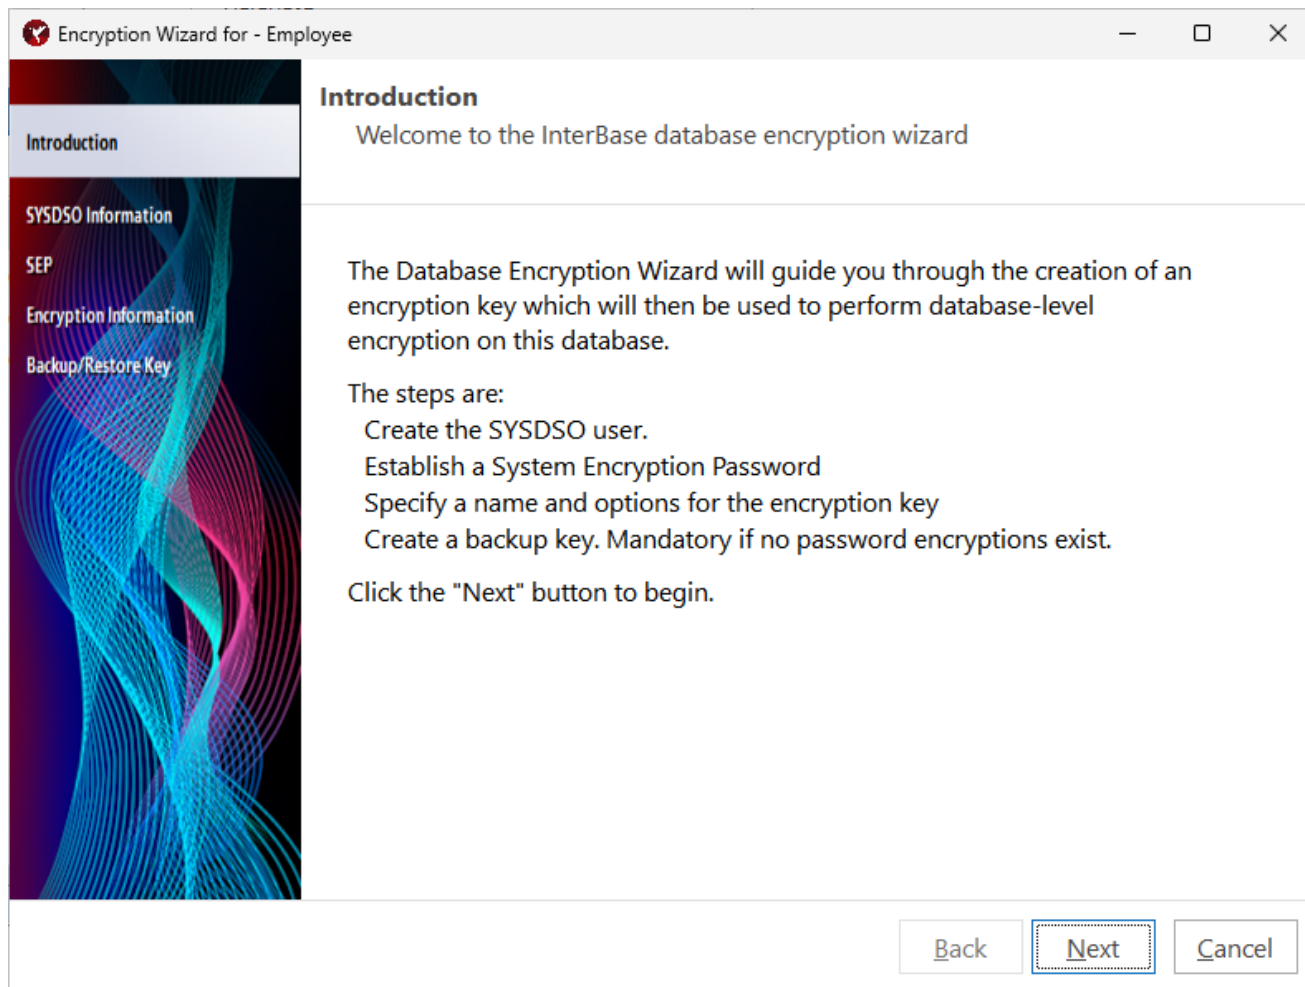 Encryption Wizard for - Employee
Introduction
SYSDSO Information
SEP
Encryption Information
Backup/Restore Key
Introduction
Welcome to the InterBase database encryption wizard
The Database Encryption Wizard will guide you through the creation of an
encryption key which will then be used to perform database-level
encryption on this database.
The steps are:
Create the SYSDSO user.
Establish a System Encryption Password
Specify a name and options for the encryption key
Create a backup key. Mandatory if no password encryptions exist.
Click the "Next" button to begin.
Back
Next
Cancel